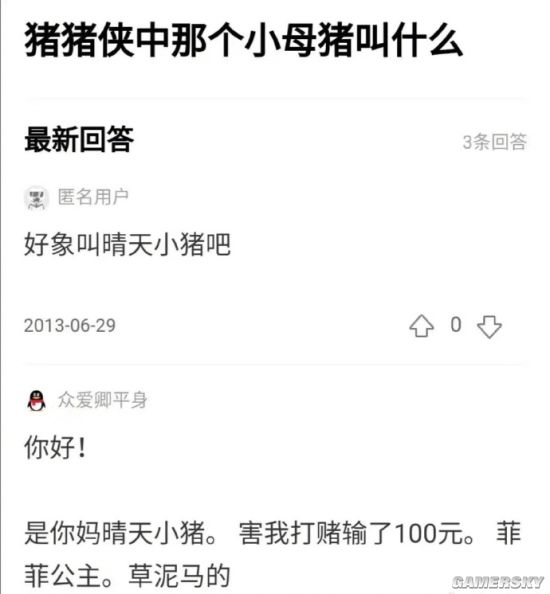 猪猪侠中那个小母猪叫什么
最新回答
3条回答
匿名用户
好象叫晴天小猪吧
2013-06-29
0
众爱卿平身
你好!
是你妈晴天小猪。 害我打赌输了100元。 菲
菲公主。草泥马的
GAMERSKY